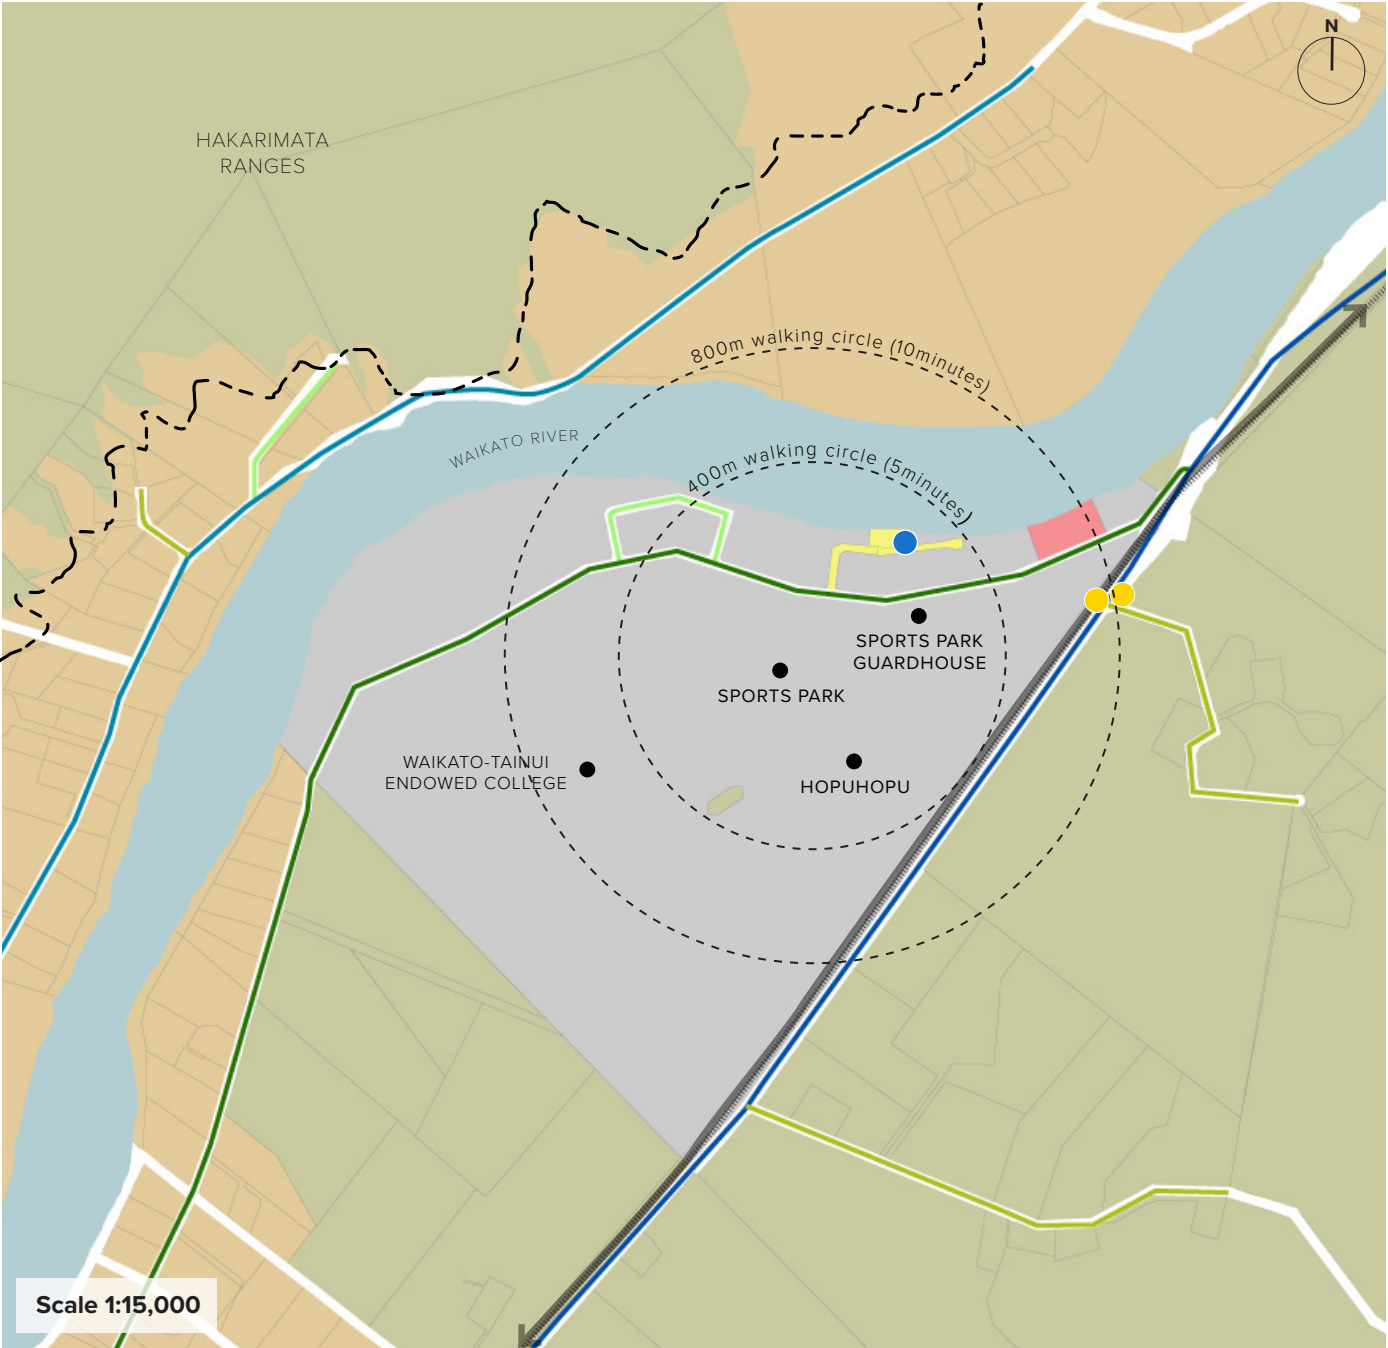 N
HAKARIMATA
RANGES
800m walking circle (10minutes)
WAIKATO RIVER
400m walking circle (5minutes)
SPORTS PARK
GUARDHOUSE
SPORTS PARK
WAIKATO-TAINUI
ENDOWED COLLEGE
HOPUHOPU
Scale 1:15,000